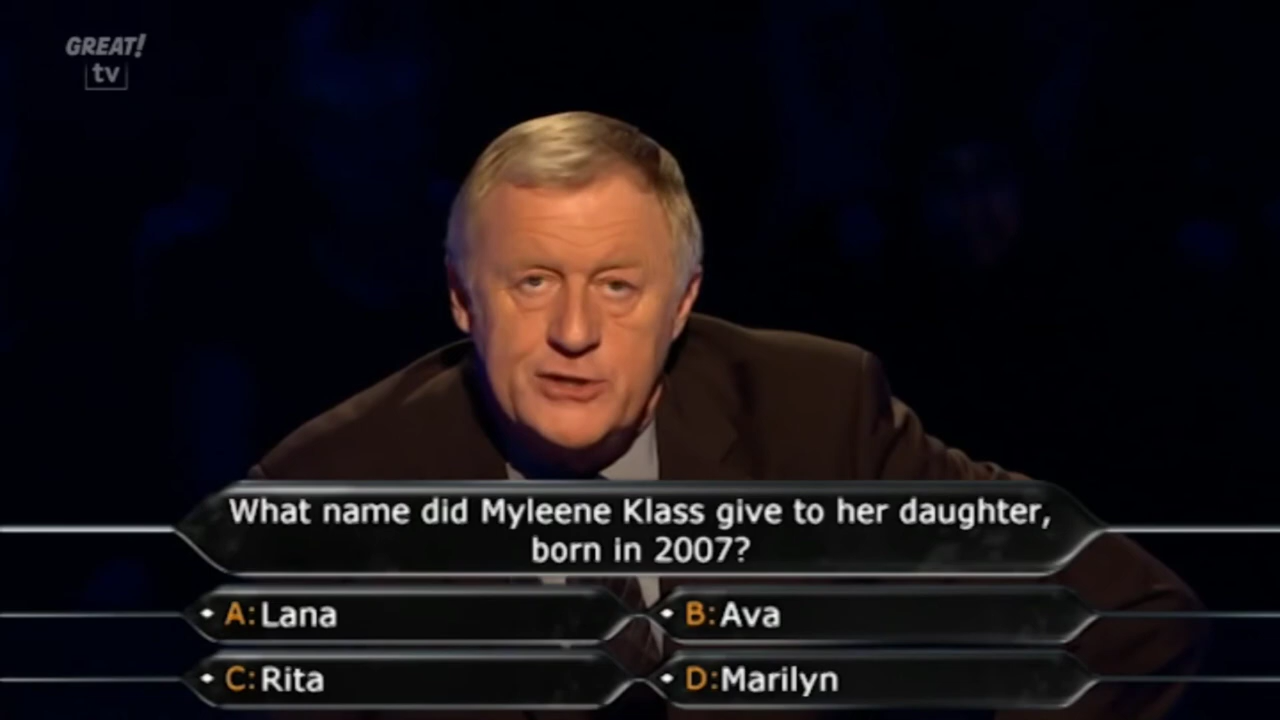 GREAT!
tv
What name did Myleene Klass give to her daughter,
born in 2007?
A: Lana
B: Ava
C: Rita
D: Marilyn